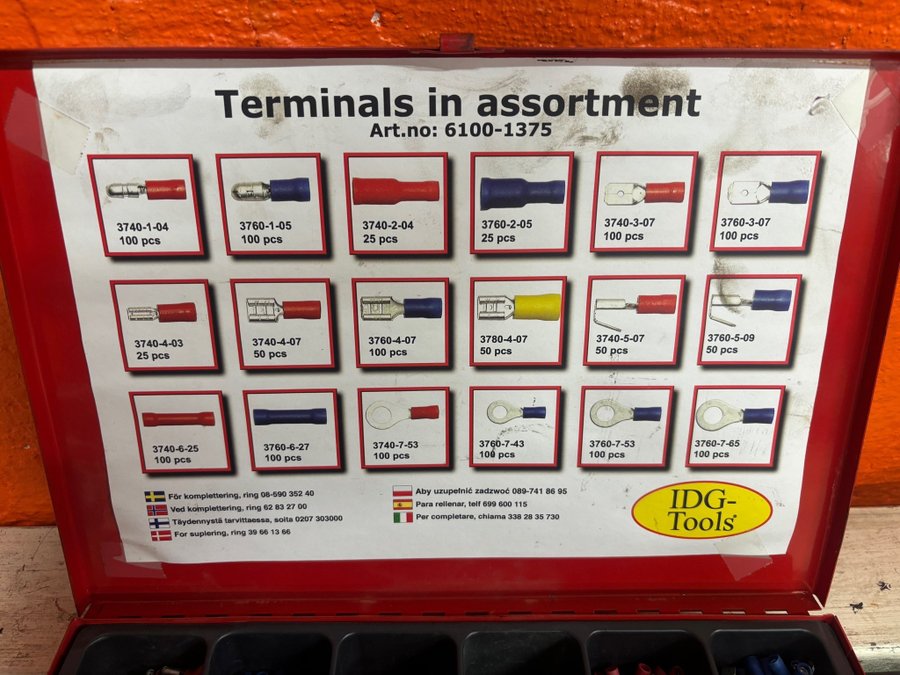 Terminals in assortment
Art.no: 6100-1375
3740-1-04
100 pcs
3760-1-05
100 pcs
3740-2-04
25 pcs
3760-2-05
25 pcs
3740-3-07
100 pcs
3760-3-07
100 pcs
3740-4-03
25 pcs
3740-4-07
50 pcs
3760-4-07
100 pcs
3780-4-07
50 pcs
3740-5-07
50 pcs
3760-5-09
50 pcs
3740-6-25
100 pcs
3760-6-27
100 pcs
3740-7-53
100 pcs
3760-7-43
100 pcs
3760-7-53
100 pcs
3760-7-65
100 pcs
För komplettering, ring 08-590 352 40
Ved komplettering, ring 62 83 27 00
Täydennystä tarvittaessa, soita 0207 303000
For suplering, ring 39 66 13 66
Aby uzupełnić zadzwoć 089-741 86 95
Para rellenar, telf 699 600 115
Per completare, chiama 338 28 35 730
IDG-
Tools